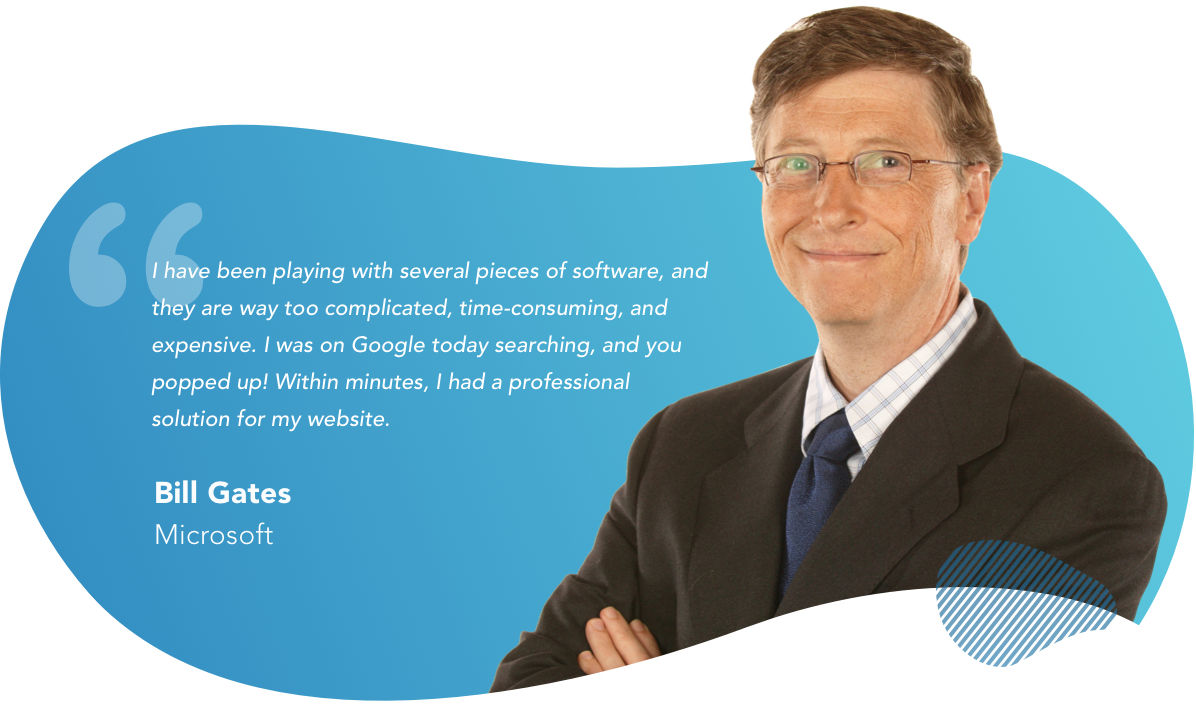 “
I have been playing with several pieces of software, and
they are way too complicated, time-consuming, and
expensive. I was on Google today searching, and you
popped up! Within minutes, I had a professional
solution for my website.
Bill Gates
Microsoft